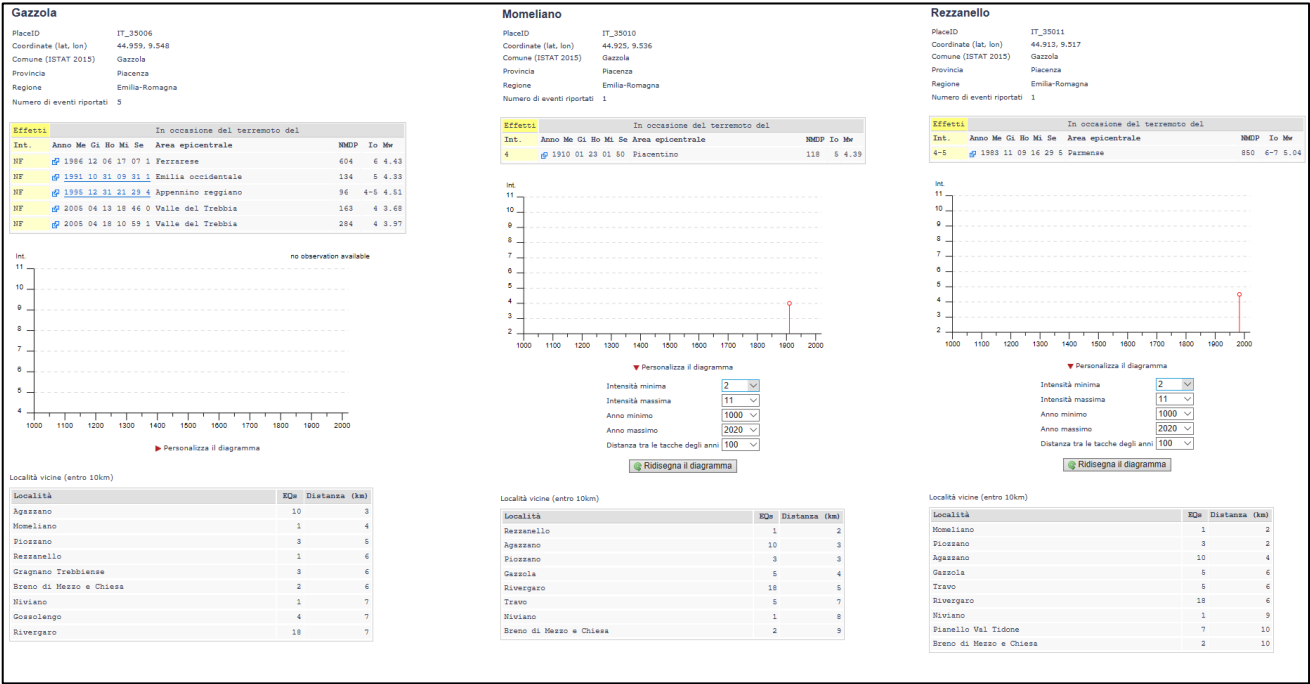 Gazzola
PlaceID IT_35006
Coordinate (lat, lon) 44.959, 9.548
Comune (ISTAT 2015) Gazzola
Provincia Piacenza
Regione Emilia-Romagna
Numero di eventi riportati 5
Effetti In occasione del terremoto del
Int. Anno Me Gi Ho Mi Se Area epicentrale NMDP Io Mw
NF 1986 12 06 17 07 1 Ferrarese 604 6 4.43
NF 1991 10 31 09 31 1 Emilia occidentale 134 5 4.33
NF 1995 12 31 21 29 4 Appennino reggiano 96 4-5 4.51
NF 2005 04 13 18 46 0 Valle del Trebbia 163 4 3.68
NF 2005 04 18 10 59 1 Valle del Trebbia 284 4 3.97
Int. no observation available
11
10
9
8
7
6
5
4
1000 1100 1200 1300 1400 1500 1600 1700 1800 1900 2000
Personalizza il diagramma
Località vicine (entro 10km)
Località EQs Distanza (km)
Agazzano 10 3
Momeliano 1 4
Piozzano 3 5
Rezzanello 1 6
Gragnano Trebbiense 3 6
Breno di Mezzo e Chiesa 2 6
Niviano 1 7
Gossolengo 4 7
Rivergaro 18 7
Momeliano
PlaceID IT_35010
Coordinate (lat, lon) 44.925, 9.536
Comune (ISTAT 2015) Gazzola
Provincia Piacenza
Regione Emilia-Romagna
Numero di eventi riportati 1
Effetti In occasione del terremoto del
Int. Anno Me Gi Ho Mi Se Area epicentrale NMDP Io Mw
4 1910 01 23 01 50 Piacentino 118 5 4.39
Int.
11
10
9
8
7
6
5
4
3
2
1000 1100 1200 1300 1400 1500 1600 1700 1800 1900 2000
Personalizza il diagramma
Intensità minima 2
Intensità massima 11
Anno minimo 1000
Anno massimo 2020
Distanza tra le tacche degli anni 100
Ridisegna il diagramma
Località vicine (entro 10km)
Località EQs Distanza (km)
Rezzanello 1 2
Agazzano 10 3
Piozzano 3 3
Gazzola 5 4
Rivergaro 18 5
Travo 5 7
Niviano 1 8
Breno di Mezzo e Chiesa 2 9
Rezzanello
PlaceID IT_35011
Coordinate (lat, lon) 44.913, 9.517
Comune (ISTAT 2015) Gazzola
Provincia Piacenza
Regione Emilia-Romagna
Numero di eventi riportati 1
Effetti In occasione del terremoto del
Int. Anno Me Gi Ho Mi Se Area epicentrale NMDP Io Mw
4-5 1983 11 09 16 29 5 Parmense 850 6-7 5.04
Int.
11
10
9
8
7
6
5
4
3
2
1000 1100 1200 1300 1400 1500 1600 1700 1800 1900 2000
Personalizza il diagramma
Intensità minima 2
Intensità massima 11
Anno minimo 1000
Anno massimo 2020
Distanza tra le tacche degli anni 100
Ridisegna il diagramma
Località vicine (entro 10km)
Località EQs Distanza (km)
Momeliano 1 2
Piozzano 3 2
Agazzano 10 4
Gazzola 5 6
Travo 5 6
Rivergaro 18 6
Niviano 1 9
Pianello Val Tidone 7 10
Breno di Mezzo e Chiesa 2 10